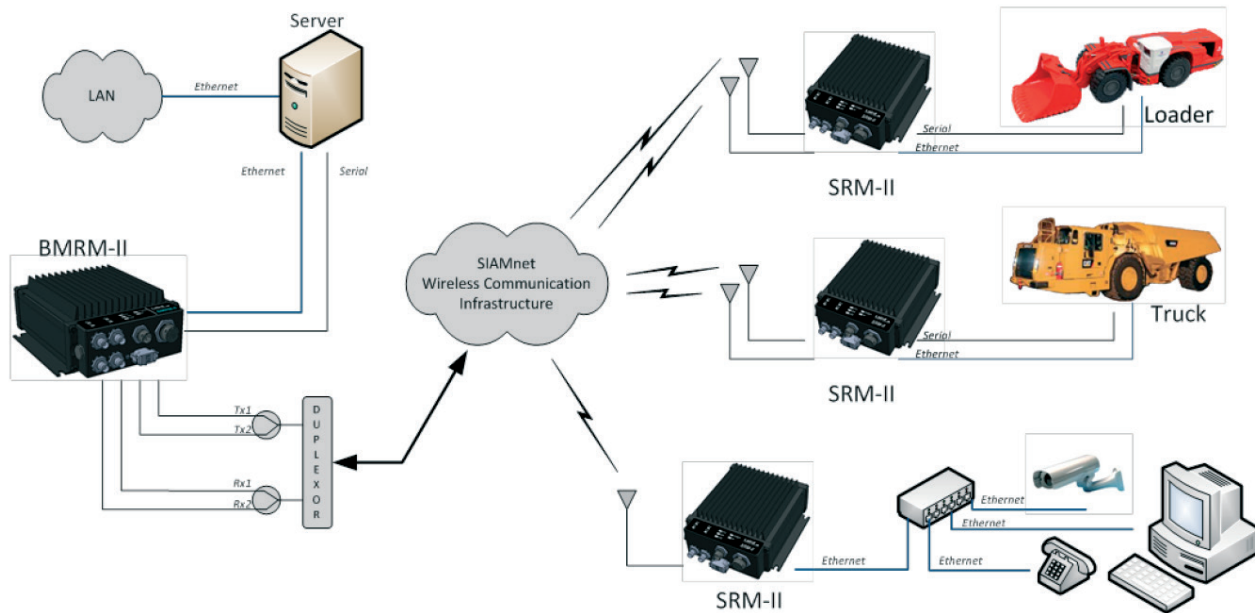 Server
LAN
Ethernet
Ethernet
Serial
BMRM-II
Tx1
Tx2
Rx1
Rx2
DUPLEXOR
SIAMnet
Wireless Communication
Infrastructure
Serial
Ethernet
SRM-II
Loader
Serial
Ethernet
SRM-II
Truck
SRM-II
Ethernet
Ethernet
Ethernet
Ethernet